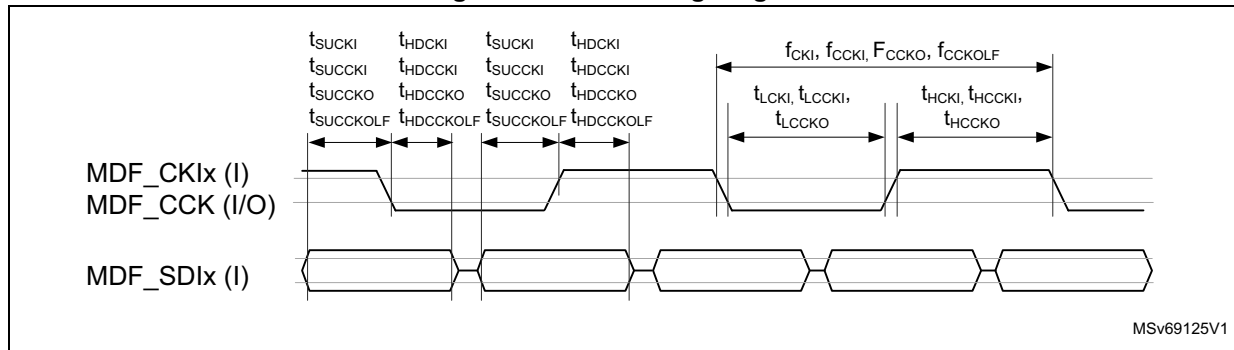 tSUCKI tHDCKI tSUCKI tHDCKI
tSUCCKI tHDCCKI tSUCCKI tHDCCKI
tSUCCKO tHDCCKO tSUCCKO tHDCCKO
tSUCCKOLF tHDCCKOLF tSUCCKOLF tHDCCKOLF
fCKI, fCCKI, FCCKO, fCCKOLF
tLCKI, tLCCKI,
tLCCKO
tHCKI, tHCCKI,
tHCCKO
MDF_CKIx (I)
MDF_CCK (I/O)
MDF_SDIx (I)
MSv69125V1